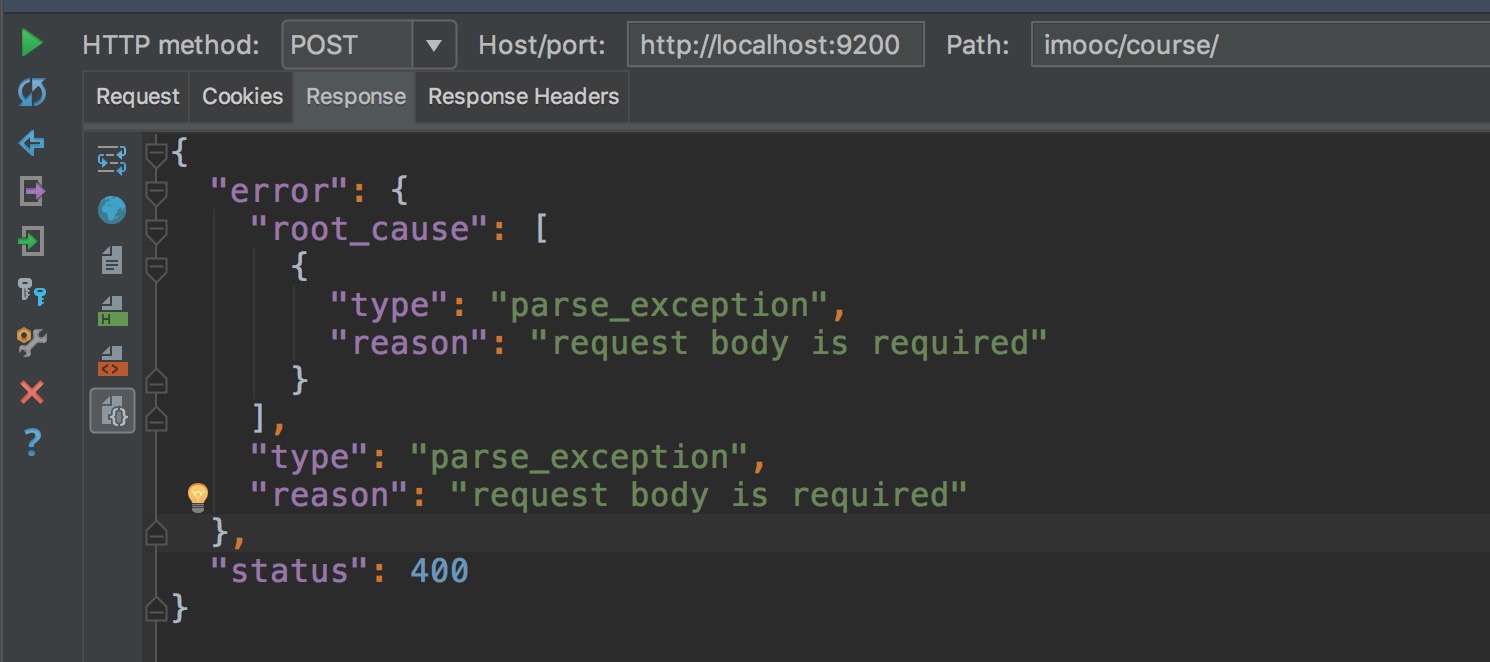 HTTP method: POST Host/port: http://localhost:9200 Path: imooc/course/
Request Cookies Response Response Headers
{
  "error": {
    "root_cause": [
      {
        "type": "parse_exception",
        "reason": "request body is required"
      }
    ],
    "type": "parse_exception",
    "reason": "request body is required"
  },
  "status": 400
}